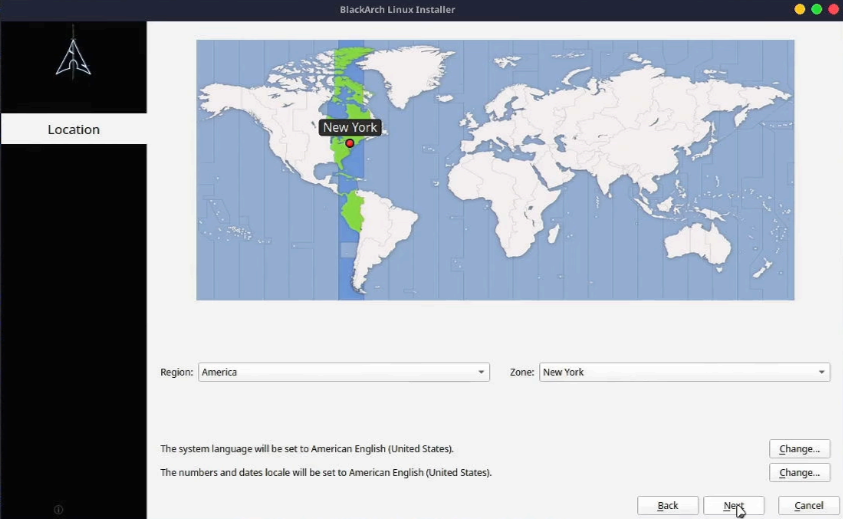 BlackArch Linux Installer
Location
New York
Region: America Zone: New York
The system language will be set to American English (United States). Change...
The numbers and dates locale will be set to American English (United States). Change...
Back Next Cancel